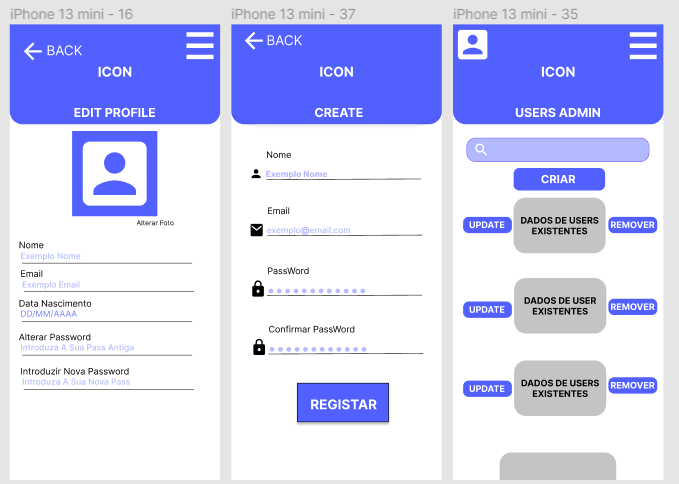 iPhone 13 mini - 16
BACK
ICON
EDIT PROFILE
Alterar Foto
Nome
Exemplo Nome
Email
Exemplo Email
Data Nascimento
DD/MM/AAAA
Alterar Password
Introduza A Sua Pass Antiga
Introduzir Nova Password
Introduza A Sua Nova Pass
iPhone 13 mini - 37
BACK
ICON
CREATE
Nome
Exemplo Nome
Email
exemplo@email.com
PassWord
Confirmar PassWord
REGISTAR
iPhone 13 mini - 35
ICON
USERS ADMIN
CRIAR
UPDATE
DADOS DE USERS
EXISTENTES
REMOVER
UPDATE
DADOS DE USER
EXISTENTES
REMOVER
UPDATE
DADOS DE USERS
EXISTENTES
REMOVER